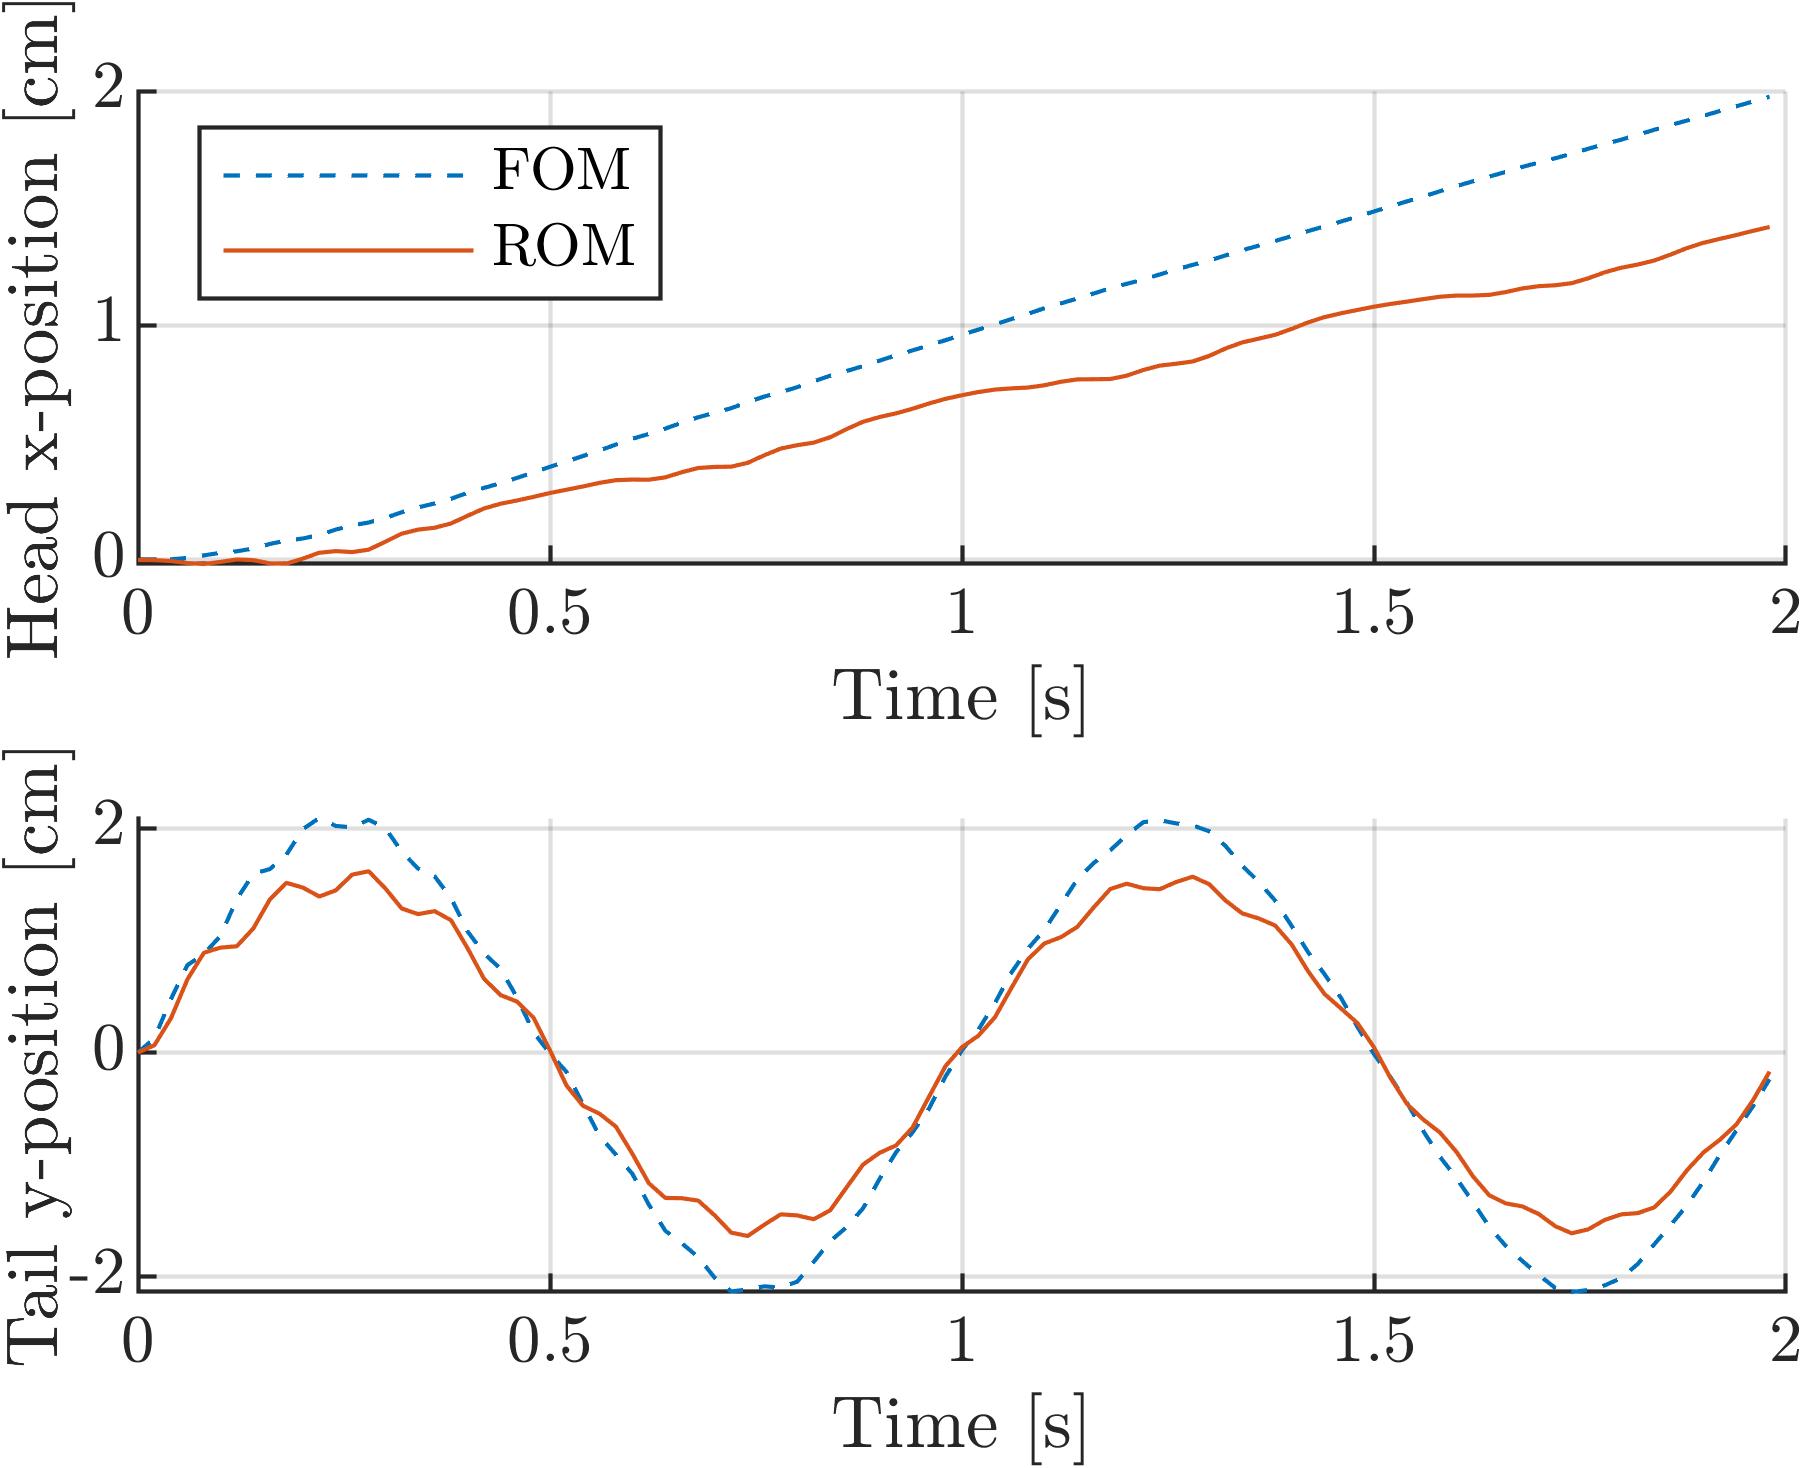 Head x-position [cm]
2
1
0
FOM
ROM
0 0.5 1 1.5 2
Time [s]
Tail y-position [cm]
2
0
-2
0 0.5 1 1.5 2
Time [s]